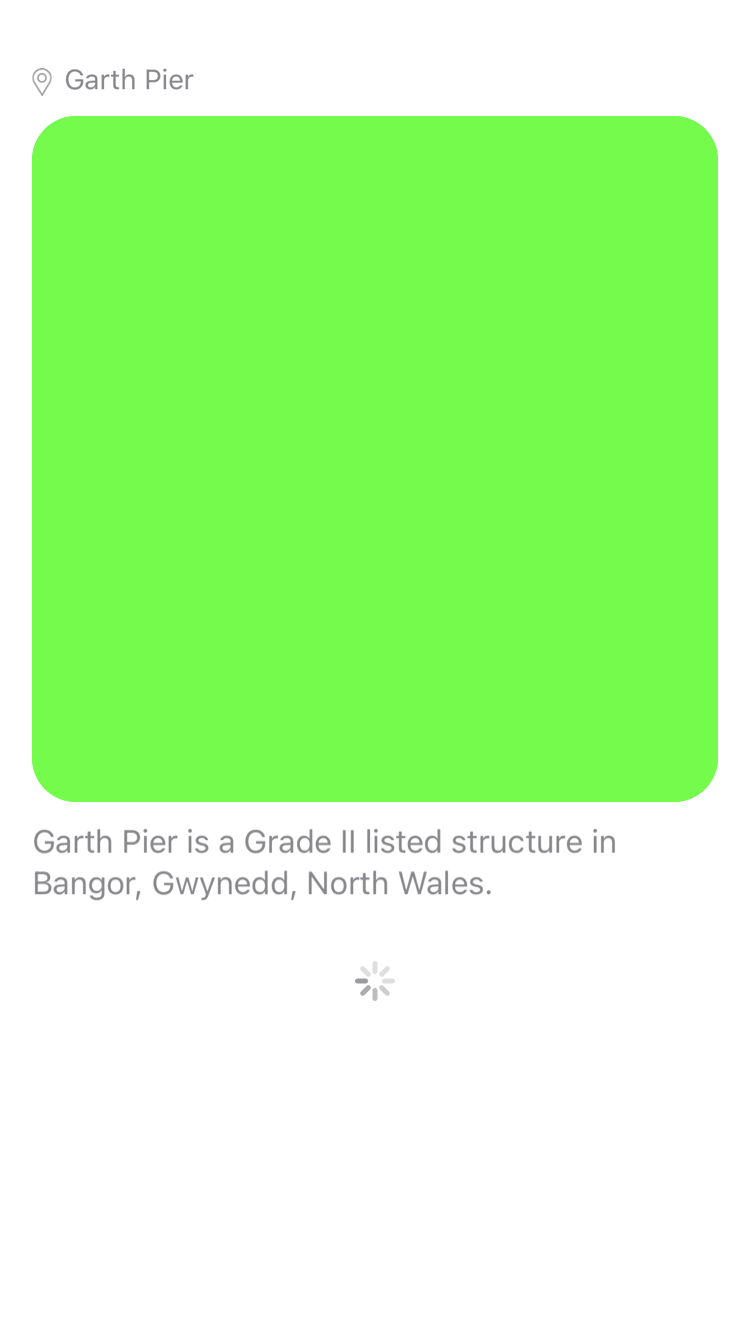 Garth Pier
Garth Pier is a Grade II listed structure in
Bangor, Gwynedd, North Wales.